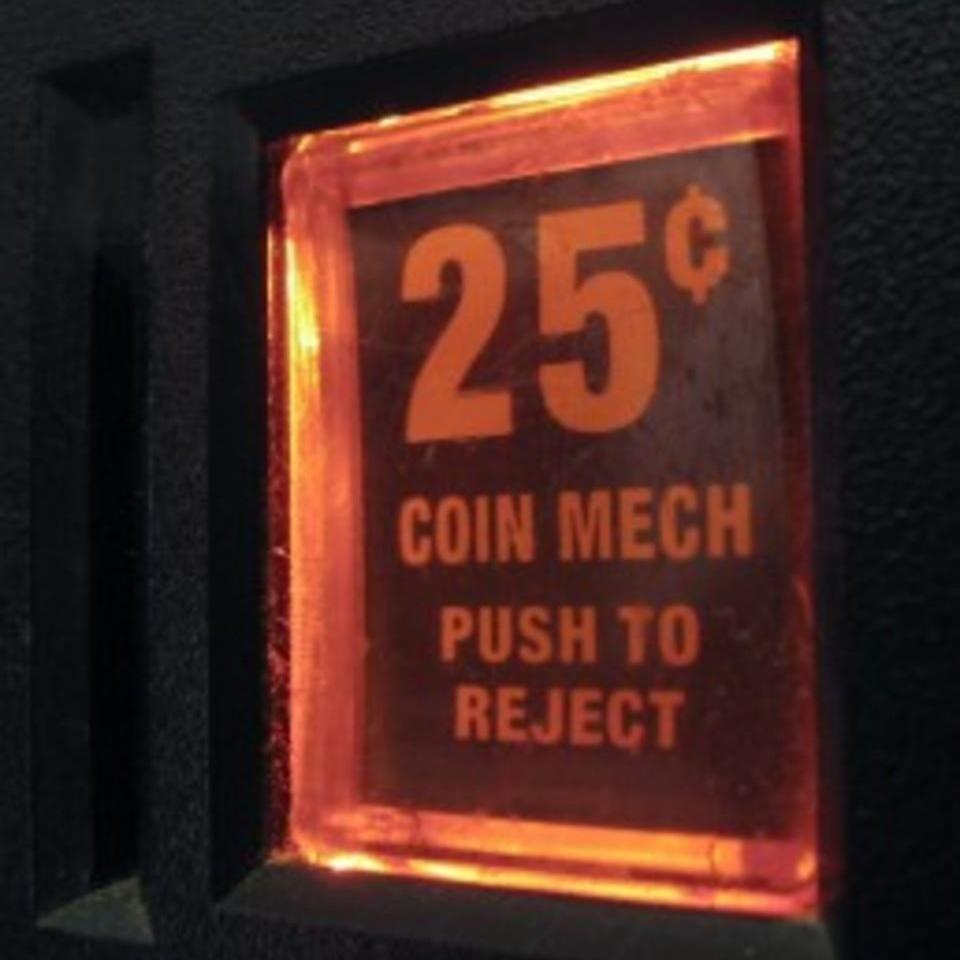 25¢
COIN MECH
PUSH TO
REJECT